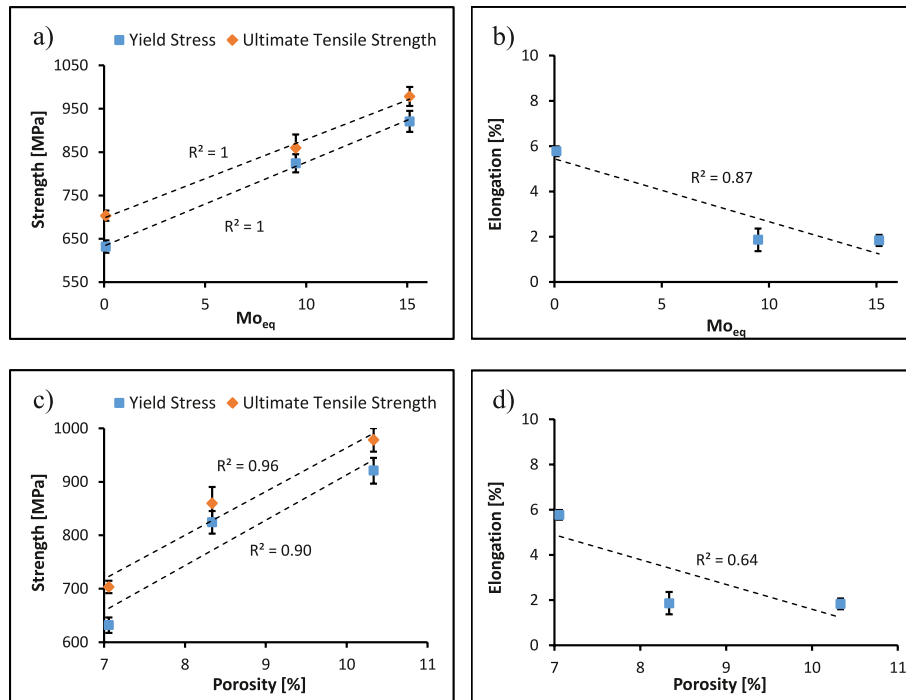 a)
Yield Stress Ultimate Tensile Strength
1050
950
850
750
650
550
Strength [MPa]
R² = 1
R² = 1
0 5 10 15
Mo_eq
b)
10
8
6
4
2
0
Elongation [%]
R² = 0.87
0 5 10 15
Mo_eq
c)
Yield Stress Ultimate Tensile Strength
1000
900
800
700
600
Strength [MPa]
R² = 0.96
R² = 0.90
7 8 9 10 11
Porosity [%]
d)
10
8
6
4
2
0
Elongation [%]
R² = 0.64
7 8 9 10 11
Porosity [%]